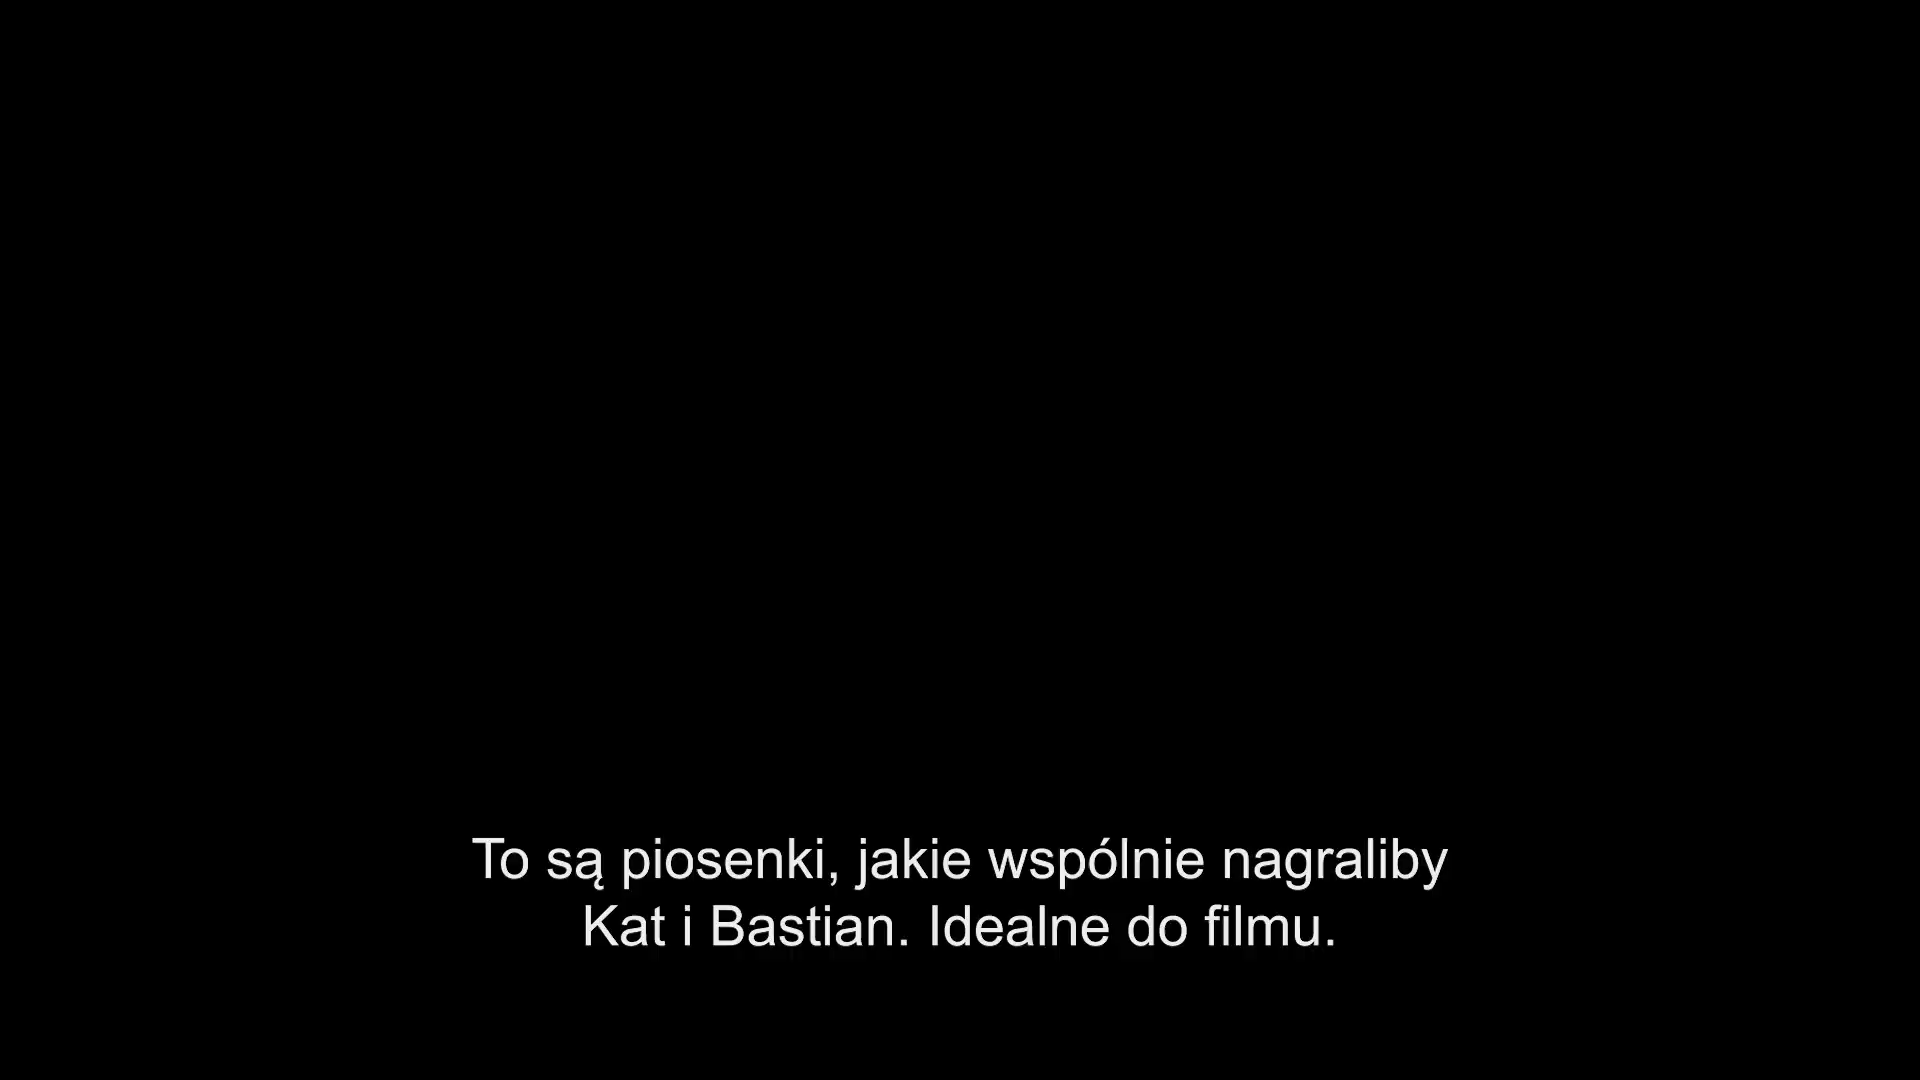 To są piosenki, jakie wspólnie nagraliby
Kat i Bastian. Idealne do filmu.